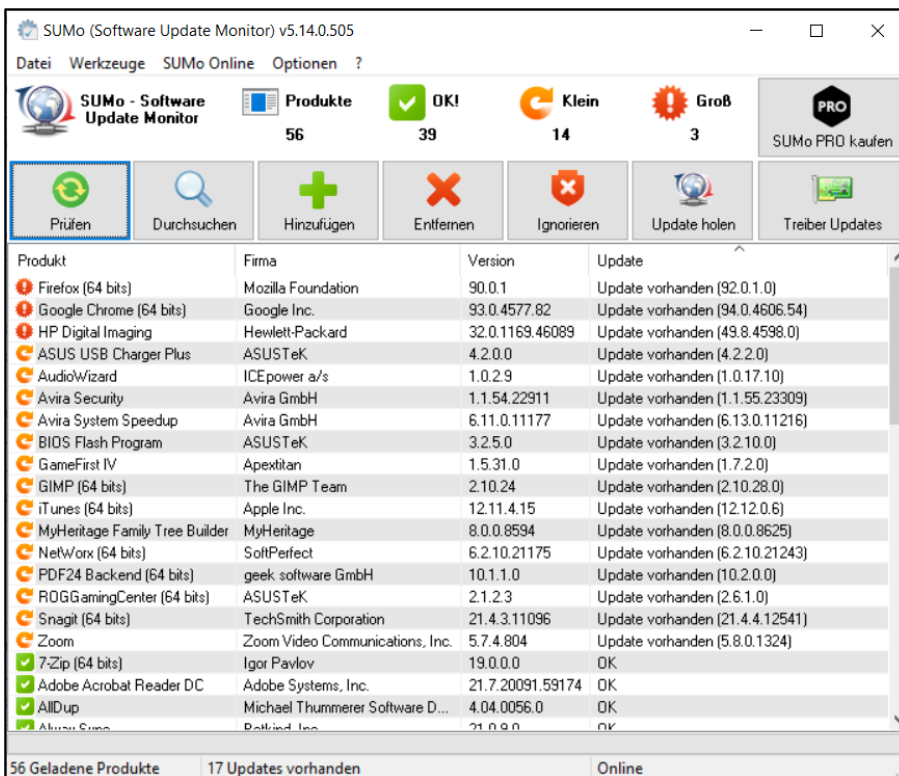 SUMo (Software Update Monitor) v5.14.0.505
Datei Werkzeuge SUMo Online Optionen ?
SUMo - Software Update Monitor
Produkte 56
OK! 39
Klein 14
Groß 3
PRO
SUMo PRO kaufen
Prüfen Durchsuchen Hinzufügen Entfernen Ignorieren Update holen Treiber Updates
Produkt Firma Version Update
Firefox (64 bits) Mozilla Foundation 90.0.1 Update vorhanden (92.0.1.0)
Google Chrome (64 bits) Google Inc. 93.0.4577.82 Update vorhanden (94.0.4606.54)
HP Digital Imaging Hewlett-Packard 32.0.1169.46089 Update vorhanden (49.8.4598.0)
ASUS USB Charger Plus ASUSTeK 4.2.0.0 Update vorhanden (4.2.2.0)
AudioWizard ICEpower a/s 1.0.2.9 Update vorhanden (1.0.17.10)
Avira Security Avira GmbH 1.1.54.22911 Update vorhanden (1.1.55.23309)
Avira System Speedup Avira GmbH 6.11.0.11177 Update vorhanden (6.13.0.11216)
BIOS Flash Program ASUSTeK 3.2.5.0 Update vorhanden (3.2.10.0)
GameFirst IV Apextitan 1.5.31.0 Update vorhanden (1.7.2.0)
GIMP (64 bits) The GIMP Team 2.10.24 Update vorhanden (2.10.28.0)
iTunes (64 bits) Apple Inc. 12.11.4.15 Update vorhanden (12.12.0.6)
MyHeritage Family Tree Builder MyHeritage 8.0.0.8594 Update vorhanden (8.0.0.8625)
NetWorx (64 bits) SoftPerfect 6.2.10.21175 Update vorhanden (6.2.10.21243)
PDF24 Backend (64 bits) geek software GmbH 10.1.1.0 Update vorhanden (10.2.0.0)
ROGGamingCenter (64 bits) ASUSTeK 2.1.2.3 Update vorhanden (2.6.1.0)
Snagit (64 bits) TechSmith Corporation 21.4.3.11096 Update vorhanden (21.4.4.12541)
Zoom Zoom Video Communications, Inc. 5.7.4.804 Update vorhanden (5.8.0.1324)
7-Zip (64 bits) Igor Pavlov 19.0.0.0 OK
Adobe Acrobat Reader DC Adobe Systems, Inc. 21.7.20091.59174 OK
AllDup Michael Thummerer Software D... 4.04.0056.0 OK
56 Geladene Produkte 17 Updates vorhanden Online